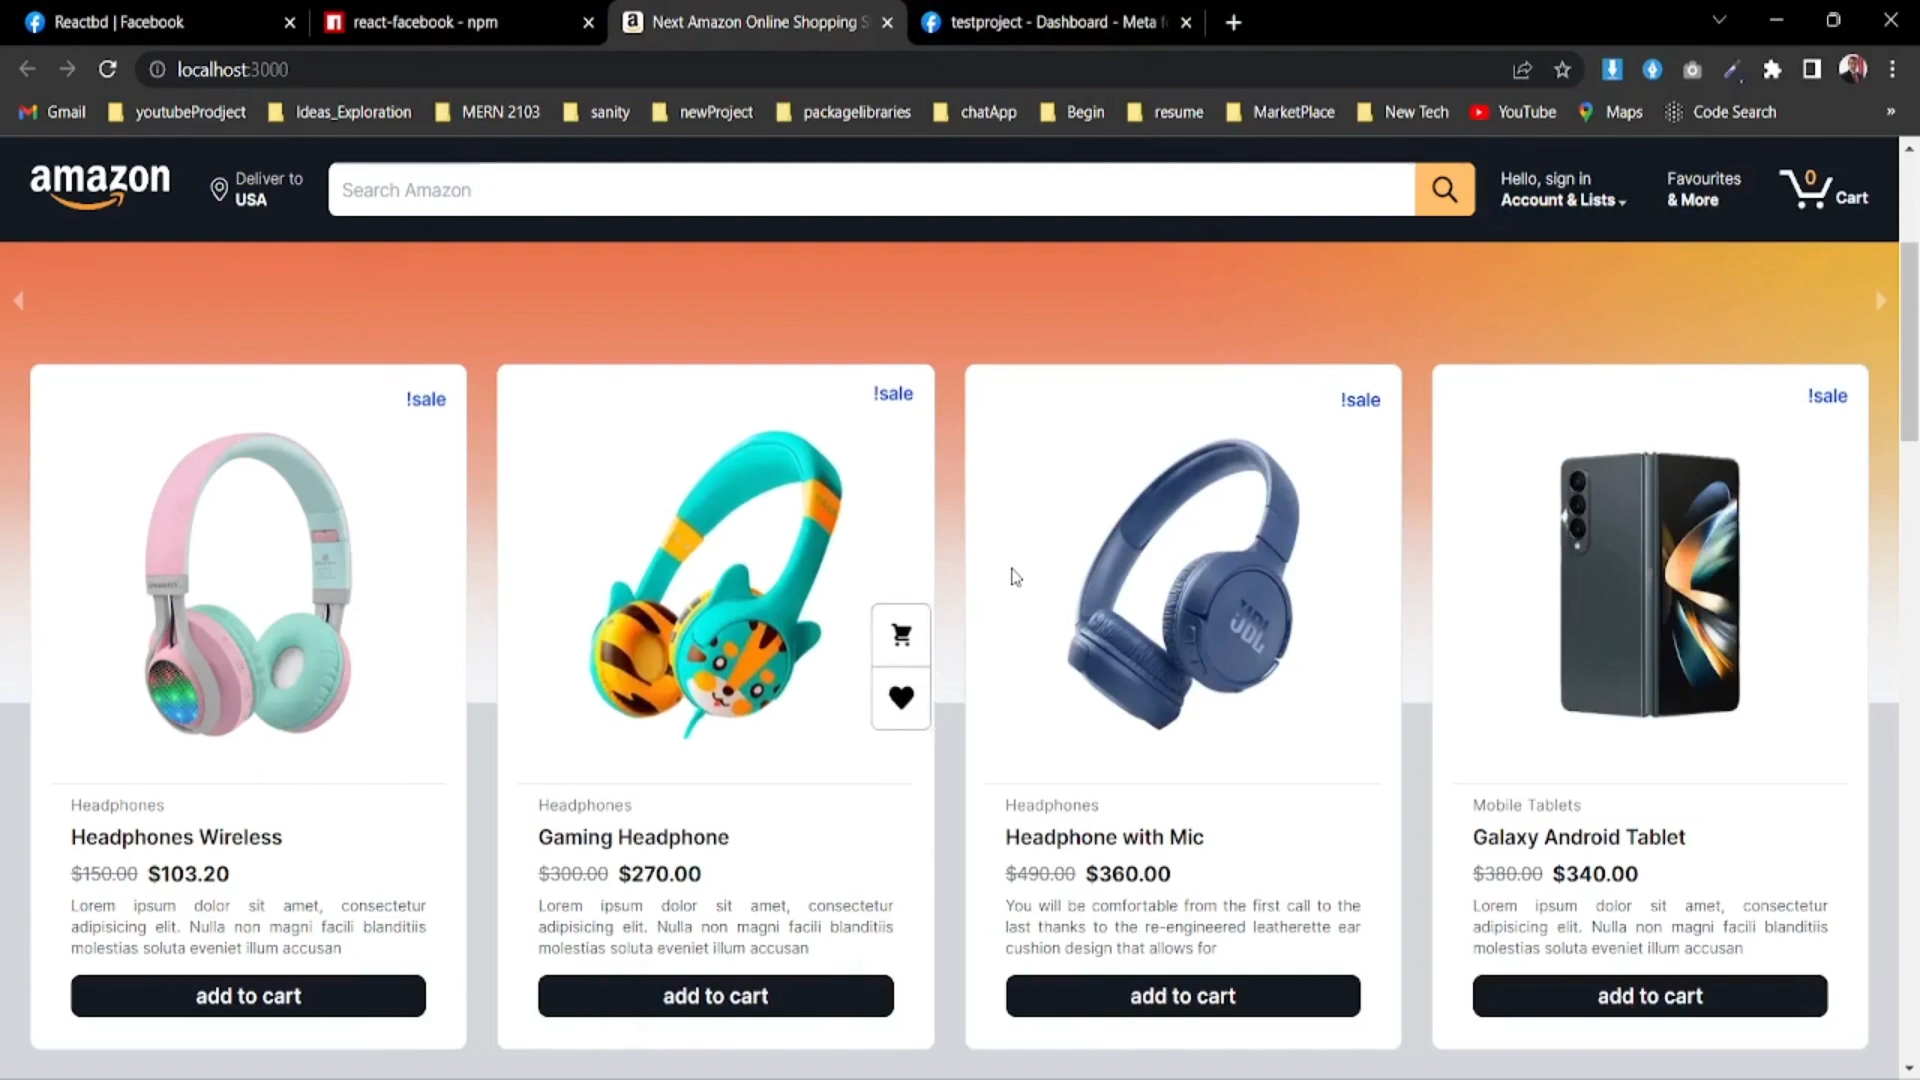 Reactbd | Facebook
react-facebook - npm
Next Amazon Online Shopping S
testproject - Dashboard - Meta f
localhost:3000
Gmail
youtubeProdject
Ideas_Exploration
MERN 2103
sanity
newProject
packagelibraries
chatApp
Begin
resume
MarketPlace
New Tech
YouTube
Maps
Code Search
»
amazon
Deliver to
USA
Search Amazon
Hello, sign in
Account & Lists
Favourites
& More
0
Cart
!sale
!sale
!sale
!sale
JBL
Headphones
Headphones Wireless
$150.00 $103.20
Lorem ipsum dolor sit amet, consectetur
adipisicing elit. Nulla non magni facili blanditiis
molestias soluta eveniet illum accusan
add to cart
Headphones
Gaming Headphone
$300.00 $270.00
Lorem ipsum dolor sit amet, consectetur
adipisicing elit. Nulla non magni facili blanditiis
molestias soluta eveniet illum accusan
add to cart
Headphones
Headphone with Mic
$490.00 $360.00
You will be comfortable from the first call to the
last thanks to the re-engineered leatherette ear
cushion design that allows for
add to cart
Mobile Tablets
Galaxy Android Tablet
$380.00 $340.00
Lorem ipsum dolor sit amet, consectetur
adipisicing elit. Nulla non magni facili blanditiis
molestias soluta eveniet illum accusan
add to cart